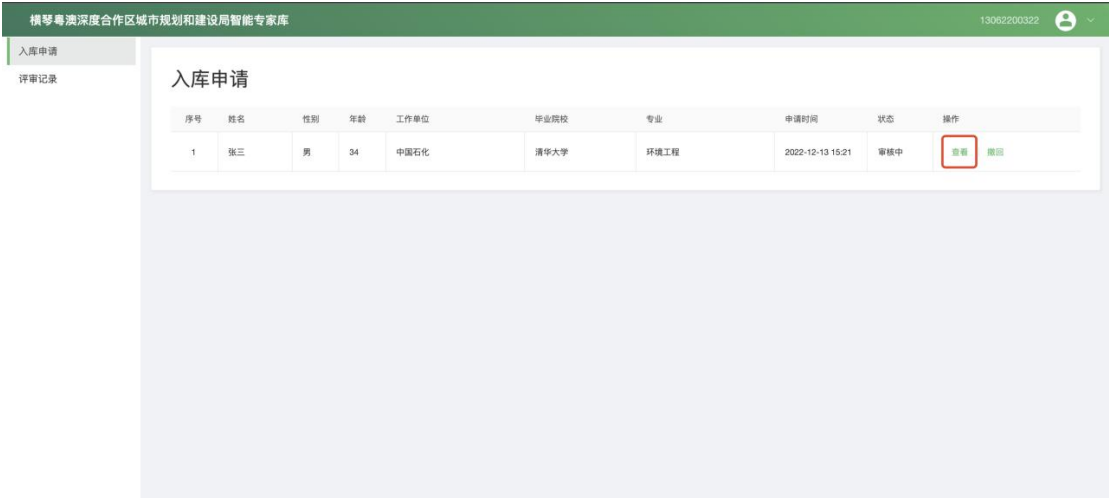 横琴粤澳深度合作区城市规划和建设局智能专家库 13062200322
入库申请
评审记录
入库申请
序号 姓名 性别 年龄 工作单位 毕业院校 专业 申请时间 状态 操作
1 张三 男 34 中国石化 清华大学 环境工程 2022-12-13 15:21 审核中 查看 撤回